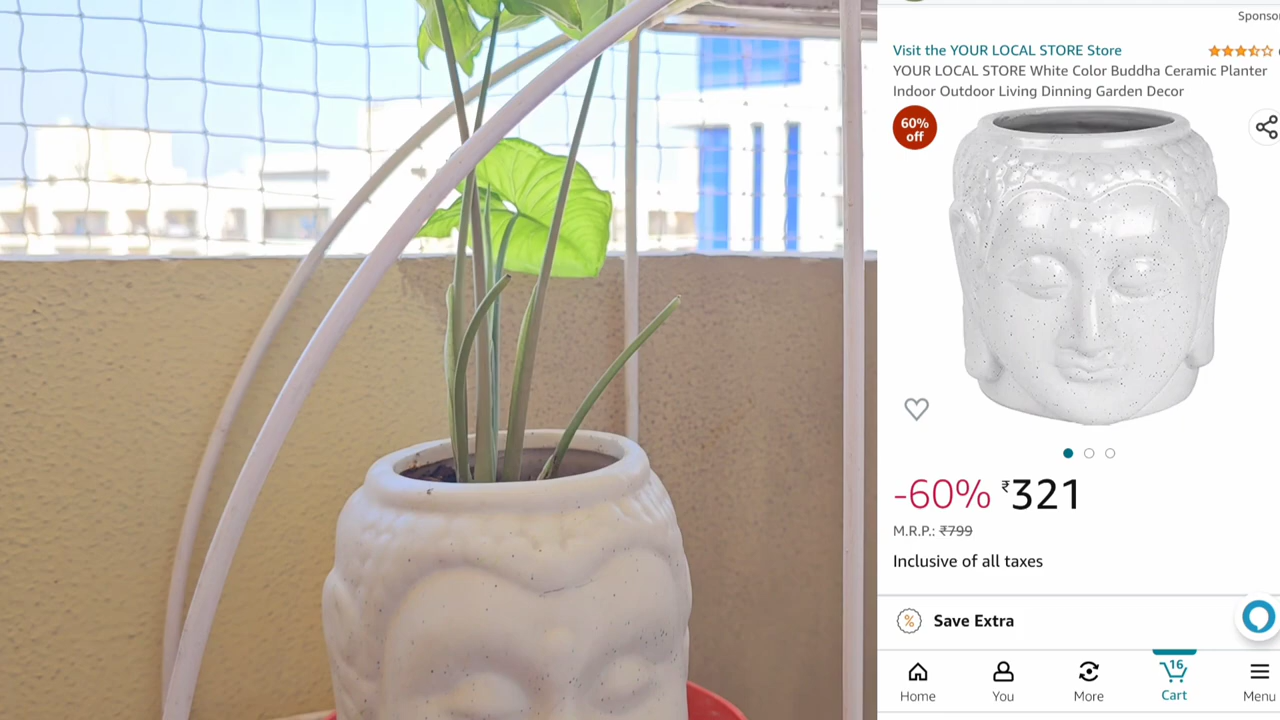 Sponsor
Visit the YOUR LOCAL STORE Store
YOUR LOCAL STORE White Color Buddha Ceramic Planter
Indoor Outdoor Living Dinning Garden Decor
60%
off
-60% ₹321
M.R.P.: ₹799
Inclusive of all taxes
% Save Extra
16
Home You More Cart Menu